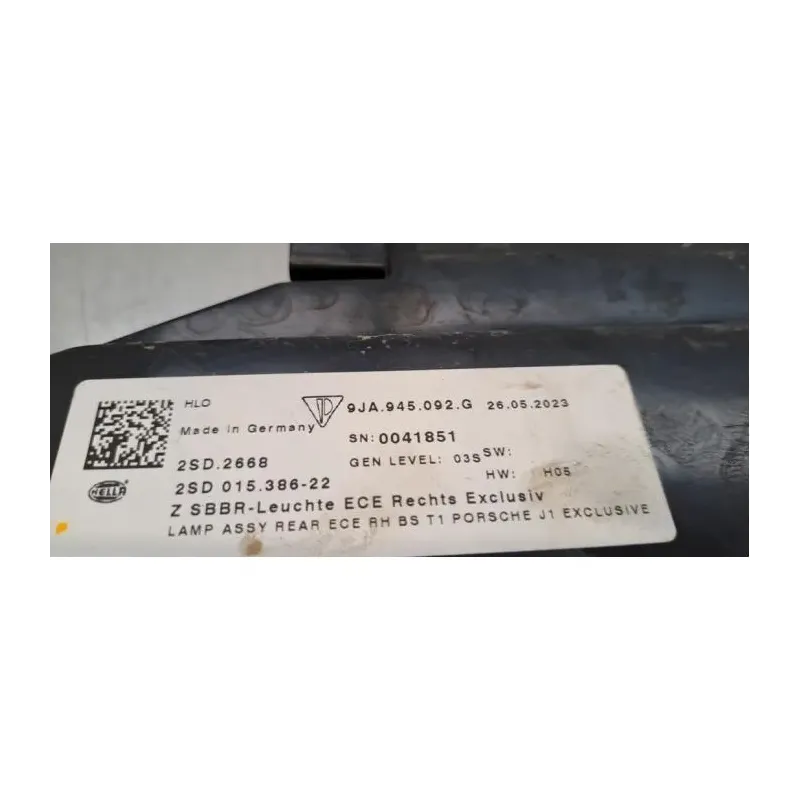 HLO
9JA.945.092.G 26.05.2023
Made in Germany
SN: 0041851
2SD.2668
GEN LEVEL: 03S SW:
HELLA
2SD 015.386-22
HW: H05
Z SBBR-Leuchte ECE Rechts Exclusiv
LAMP ASSY REAR ECE RH BS T1 PORSCHE J1 EXCLUSIVE